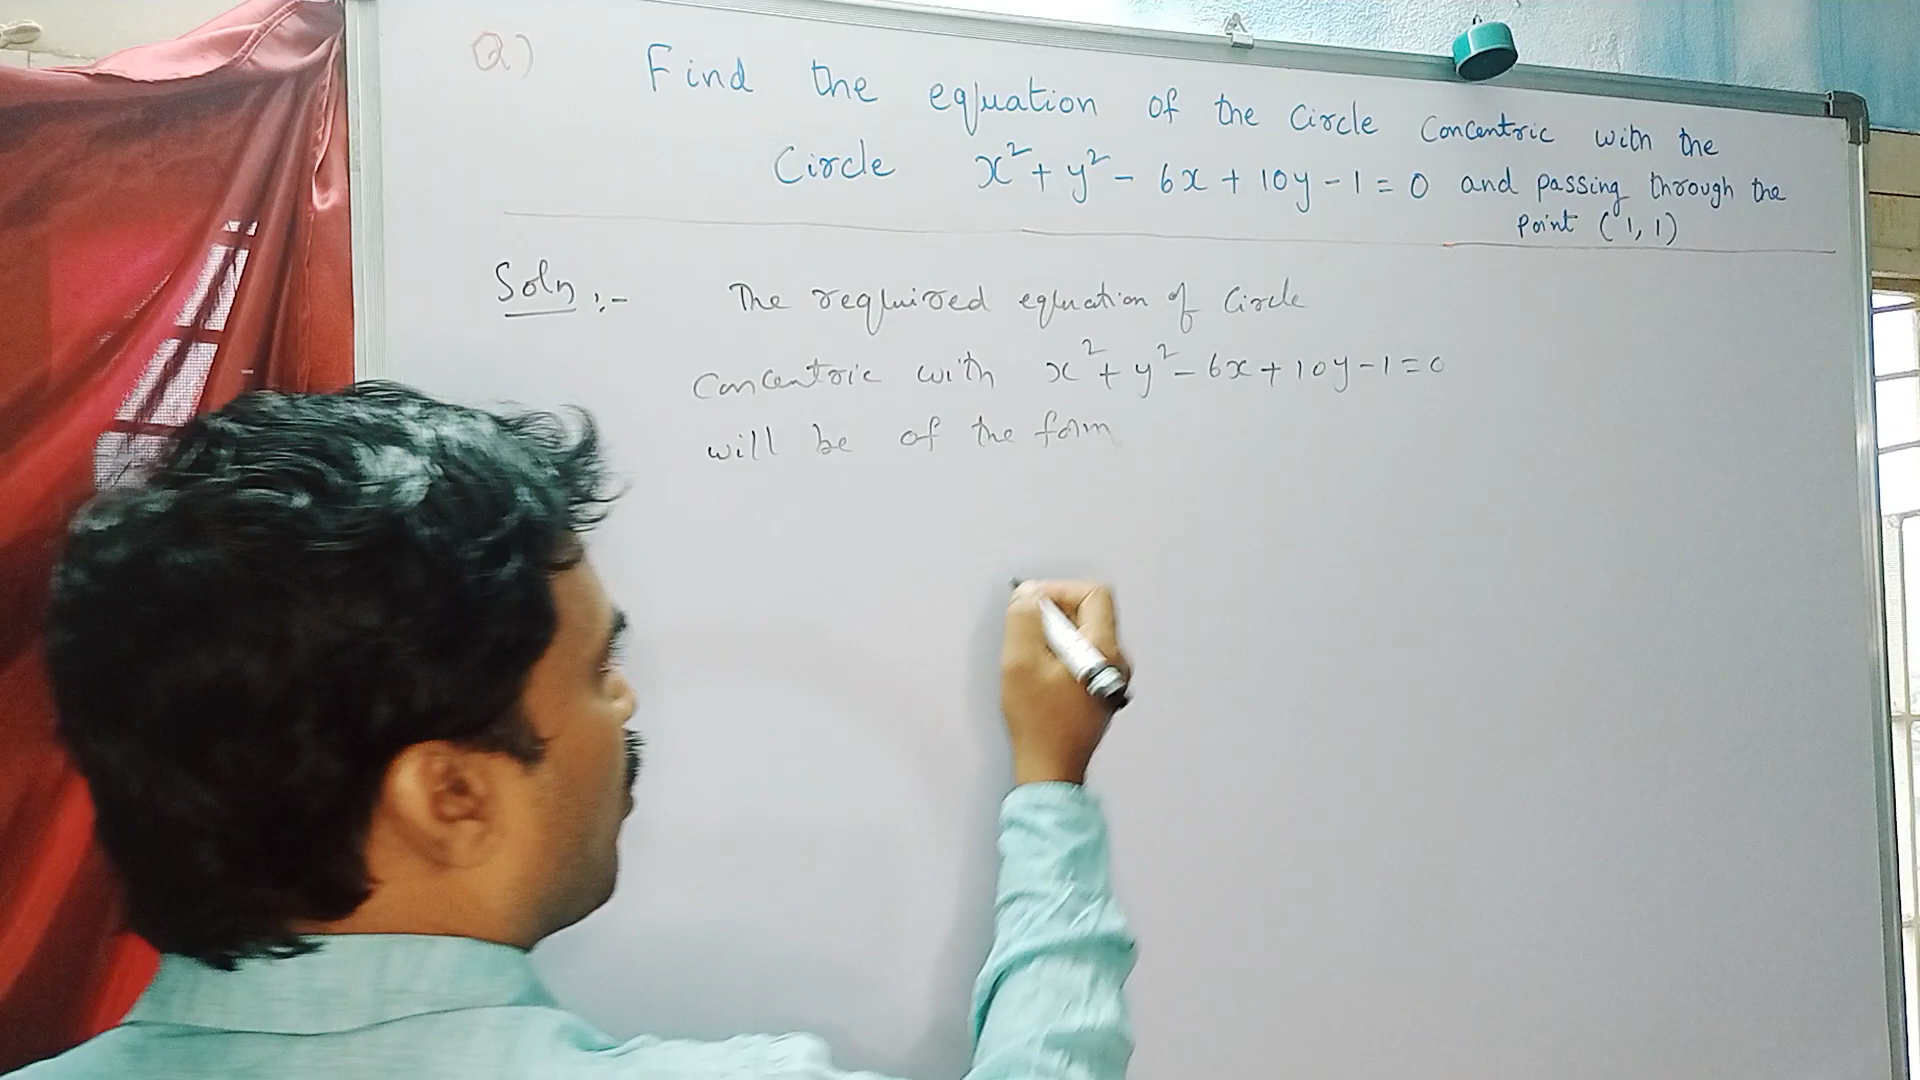 Q) Find the equation of the Circle Concentric with the
Circle x² + y² - 6x + 10y - 1 = 0 and passing through the
point (1, 1)
Soln :- The required equation of Circle
Concentric with x² + y² - 6x + 10y - 1 = 0
will be of the form